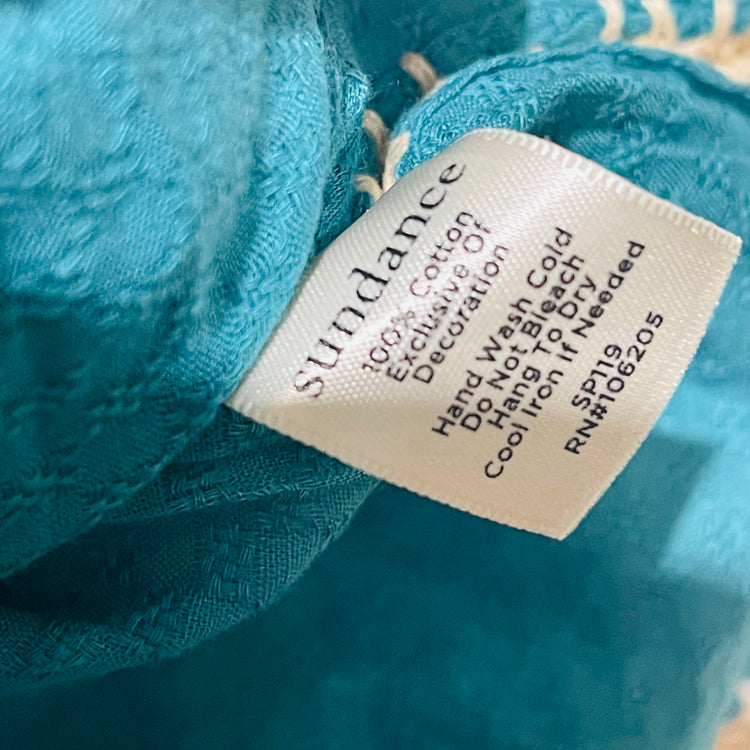 sundance
100% Cotton
Exclusive Of
Decoration
Hand Wash Cold
Do Not Bleach
Hang To Dry
Cool Iron If Needed
SP119
RN#106205